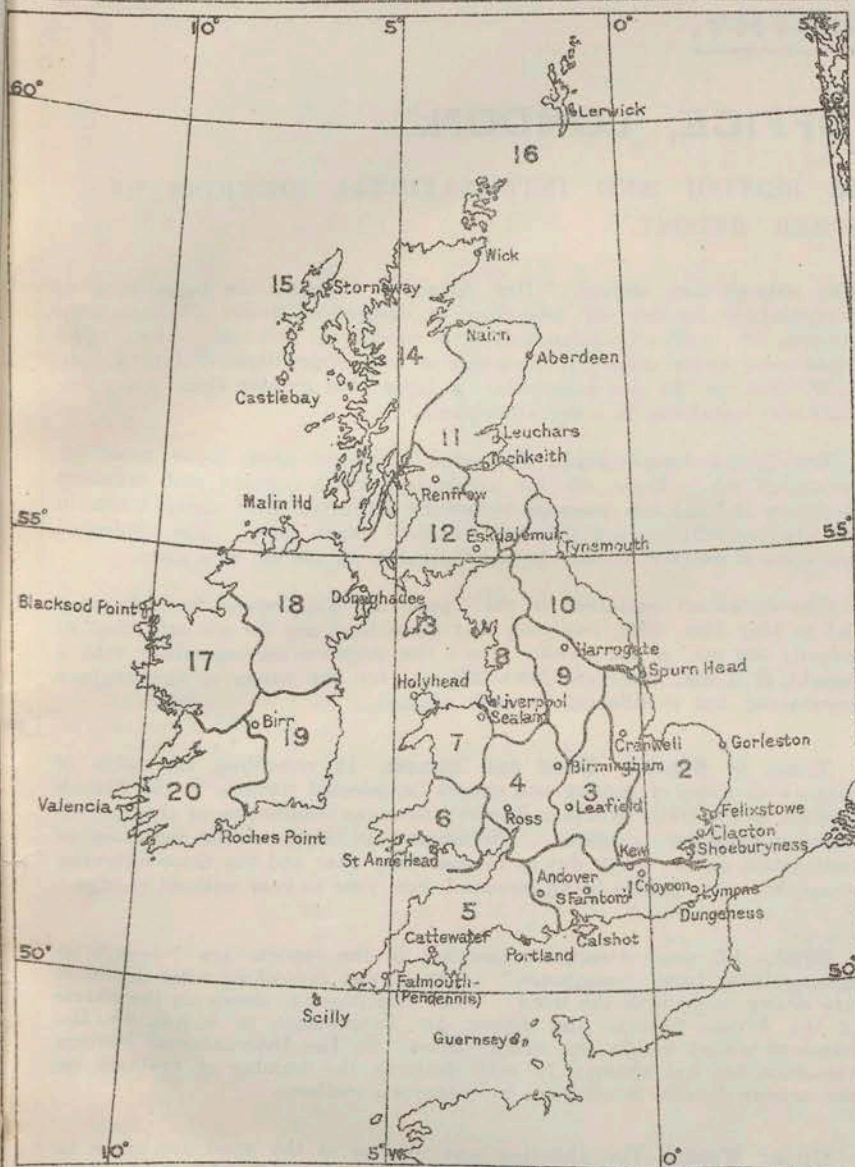 10° 5° 0° 5°
60°
Lerwick
16
Wick
15 Stornoway
Nairn
14
Aberdeen
Castlebay
11 Leuchars
Inchkeith
Renfrew
Malin Hd
55° 12 Eskdalemuir 55°
Tynemouth
18 Donaghadee
Blacksod Point 13 10
17 Harrogate
8 9 Spurn Head
Holyhead
Liverpool
Sealand
Birr 19 7 Cranwell Gorleston
Birmingham 2
20 4 3
Valencia Ross Leafield Felixstowe
6 Clacton
Roches Point Shoeburyness
St Anns Head Kew
Andover Croydon
S Farnboro 1 Lympne
5 Dungeness
Cattewater Calshot
Portland
50° 50°
Falmouth
(Pendennis)
Scilly
Guernsey
10° 5°W 0°